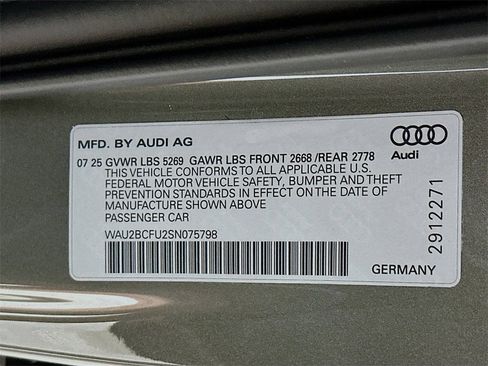 MFD. BY AUDI AG
07 25 GVWR LBS 5269 GAWR LBS FRONT 2668 /REAR 2778
THIS VEHICLE CONFORMS TO ALL APPLICABLE U.S.
FEDERAL MOTOR VEHICLE SAFETY, BUMPER AND THEFT
PREVENTION STANDARDS IN EFFECT ON THE DATE OF
MANUFACTURE SHOWN ABOVE
PASSENGER CAR
WAU2BCFU2SN075798
Audi
29122271
GERMANY